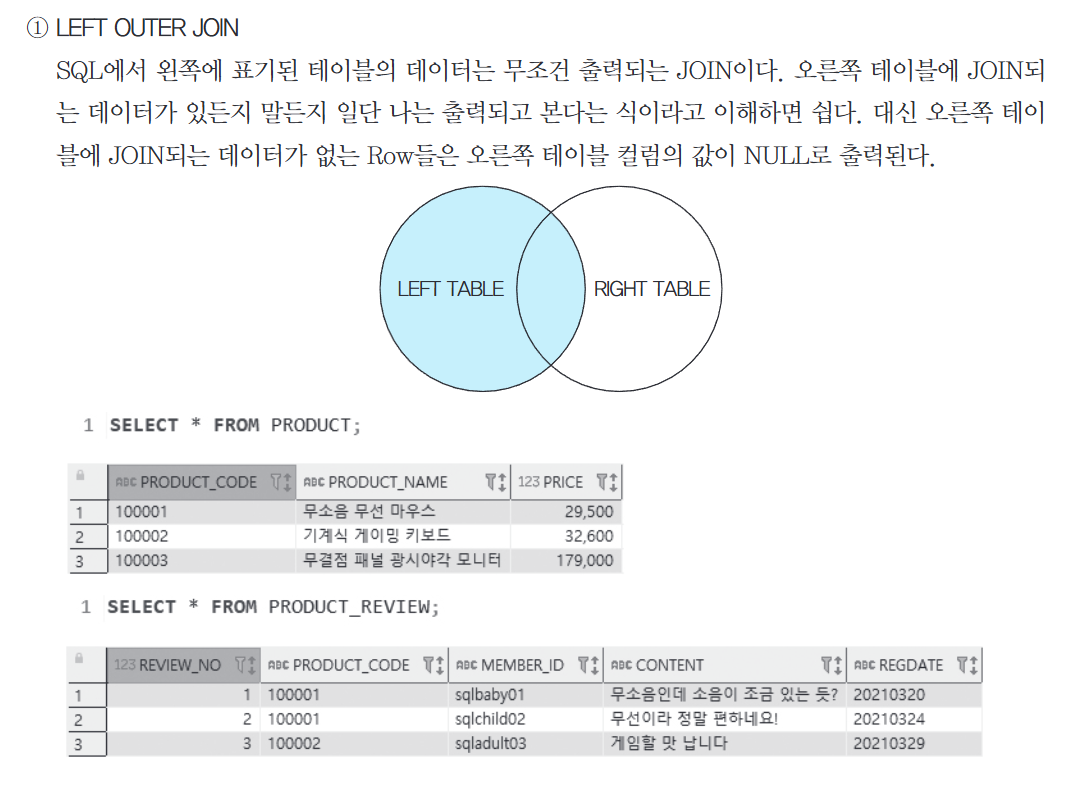 ① LEFT OUTER JOIN
SQL에서 왼쪽에 표기된 테이블의 데이터는 무조건 출력되는 JOIN이다. 오른쪽 테이블에 JOIN되
는 데이터가 있든지 말든지 일단 나는 출력되고 본다는 식이라고 이해하면 쉽다. 대신 오른쪽 테이
블에 JOIN되는 데이터가 없는 Row들은 오른쪽 테이블 컬럼의 값이 NULL로 출력된다.
LEFT TABLE RIGHT TABLE
1 SELECT * FROM PRODUCT;
ABC PRODUCT_CODE ABC PRODUCT_NAME 123 PRICE
1 100001 무소음 무선 마우스 29,500
2 100002 기계식 게이밍 키보드 32,600
3 100003 무결점 패널 광시야각 모니터 179,000
1 SELECT * FROM PRODUCT_REVIEW;
123 REVIEW_NO ABC PRODUCT_CODE ABC MEMBER_ID ABC CONTENT ABC REGDATE
1 1 100001 sqlbaby01 무소음인데 소음이 조금 있는 듯? 20210320
2 2 100001 sqlchild02 무선이라 정말 편하네요! 20210324
3 3 100002 sqladult03 게임할 맛 납니다 20210329